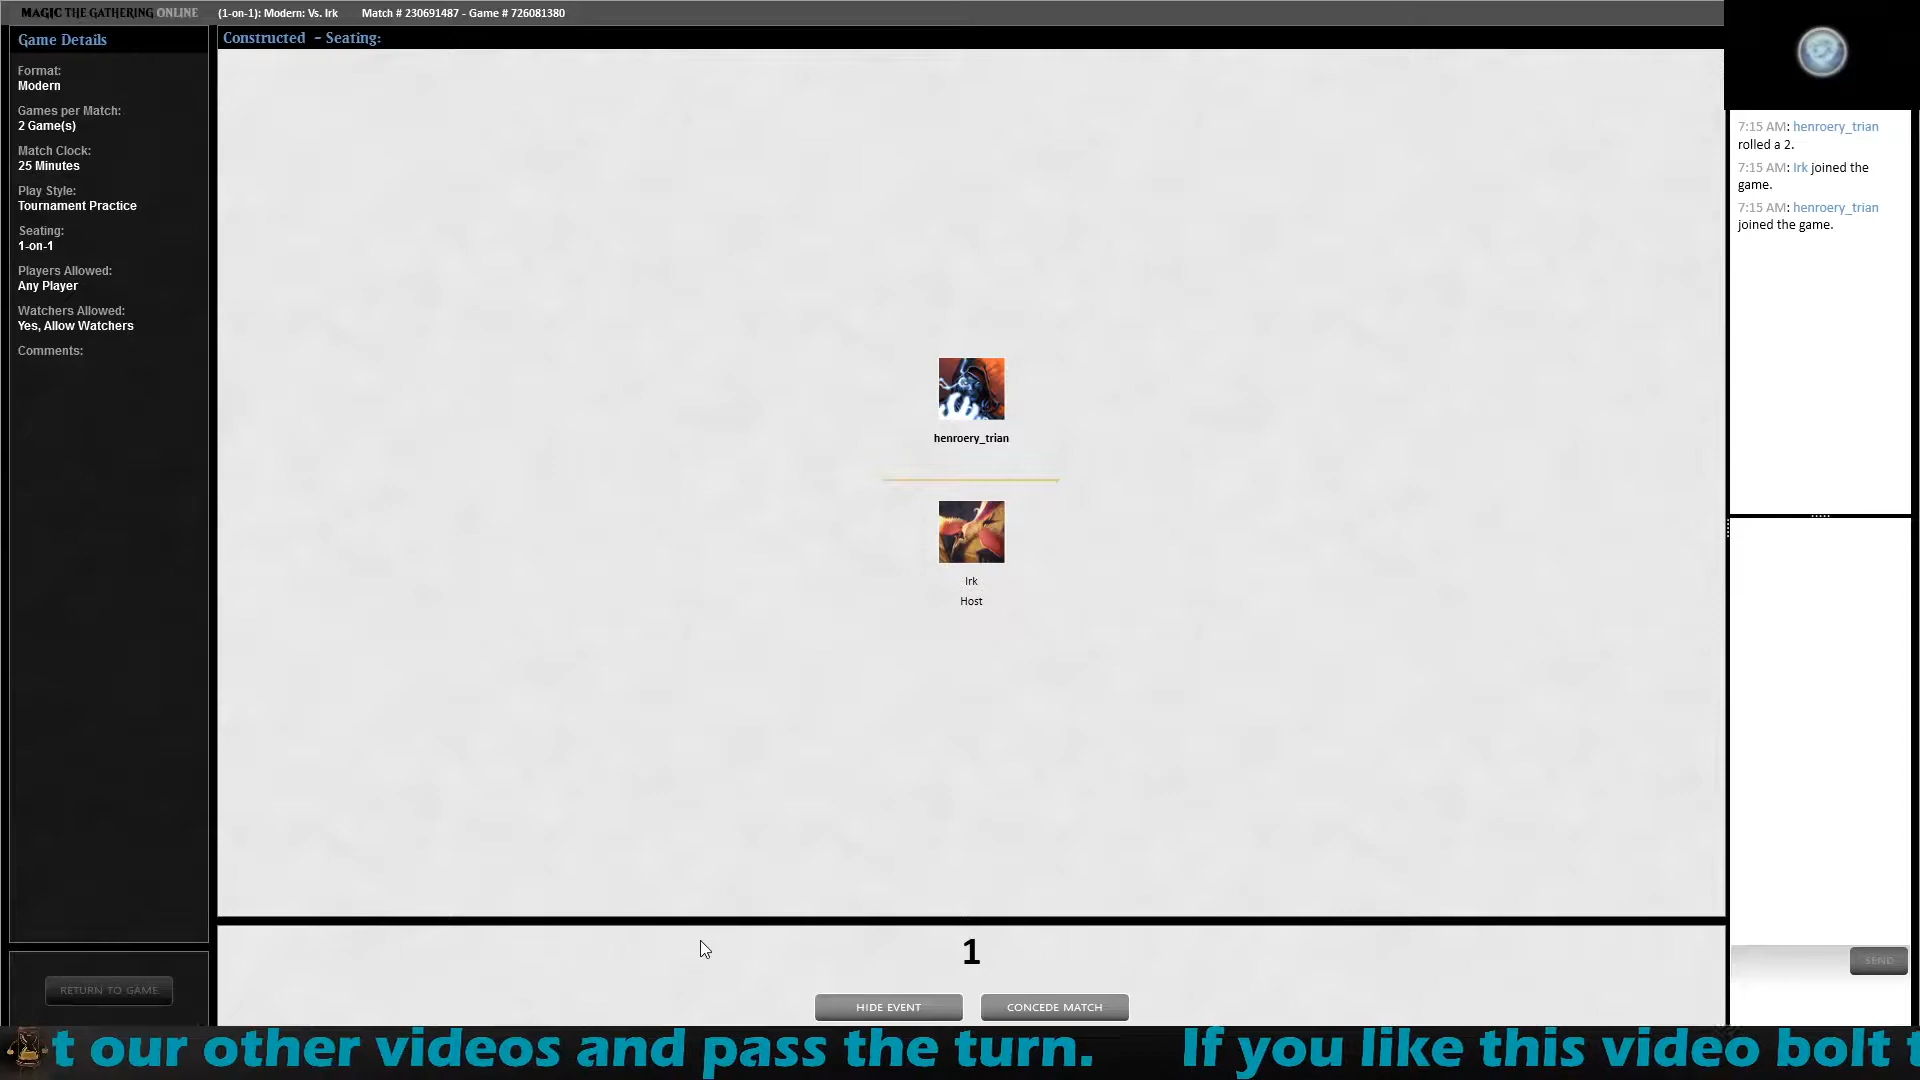 MAGIC THE GATHERING ONLINE
(1-on-1): Modern: Vs. Irk Match # 230691487 - Game # 726081380
Game Details
Format:
Modern
Games per Match:
2 Game(s)
Match Clock:
25 Minutes
Play Style:
Tournament Practice
Seating:
1-on-1
Players Allowed:
Any Player
Watchers Allowed:
Yes, Allow Watchers
Comments:
RETURN TO GAME
Constructed - Seating:
henroery_trian
Irk
Host
1
HIDE EVENT
CONCEDE MATCH
7:15 AM: henroery_trian
rolled a 2.
7:15 AM: Irk joined the
game.
7:15 AM: henroery_trian
joined the game.
SEND
t our other videos and pass the turn. If you like this video bolt t